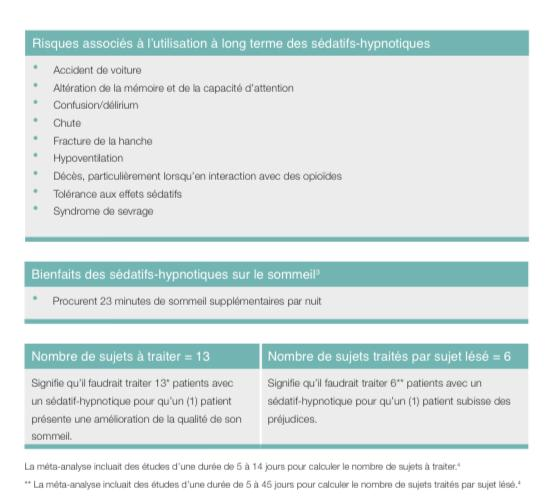 Risques associés à l'utilisation à long terme des sédatifs-hypnotiques
* Accident de voiture
* Altération de la mémoire et de la capacité d'attention
* Confusion/délirium
* Chute
* Fracture de la hanche
* Hypoventilation
* Décès, particulièrement lorsqu'en interaction avec des opioïdes
* Tolérance aux effets sédatifs
* Syndrome de sevrage
Bienfaits des sédatifs-hypnotiques sur le sommeil³
* Procurent 23 minutes de sommeil supplémentaires par nuit
Nombre de sujets à traiter = 13
Signifie qu'il faudrait traiter 13* patients avec
un sédatif-hypnotique pour qu'un (1) patient
présente une amélioration de la qualité de son
sommeil.
Nombre de sujets traités par sujet lésé = 6
Signifie qu'il faudrait traiter 6** patients avec un
sédatif-hypnotique pour qu'un (1) patient subisse des
préjudices.
La méta-analyse incluait des études d'une durée de 5 à 14 jours pour calculer le nombre de sujets à traiter.⁴
** La méta-analyse incluait des études d'une durée de 5 à 45 jours pour calculer le nombre de sujets traités par sujet lésé.⁴